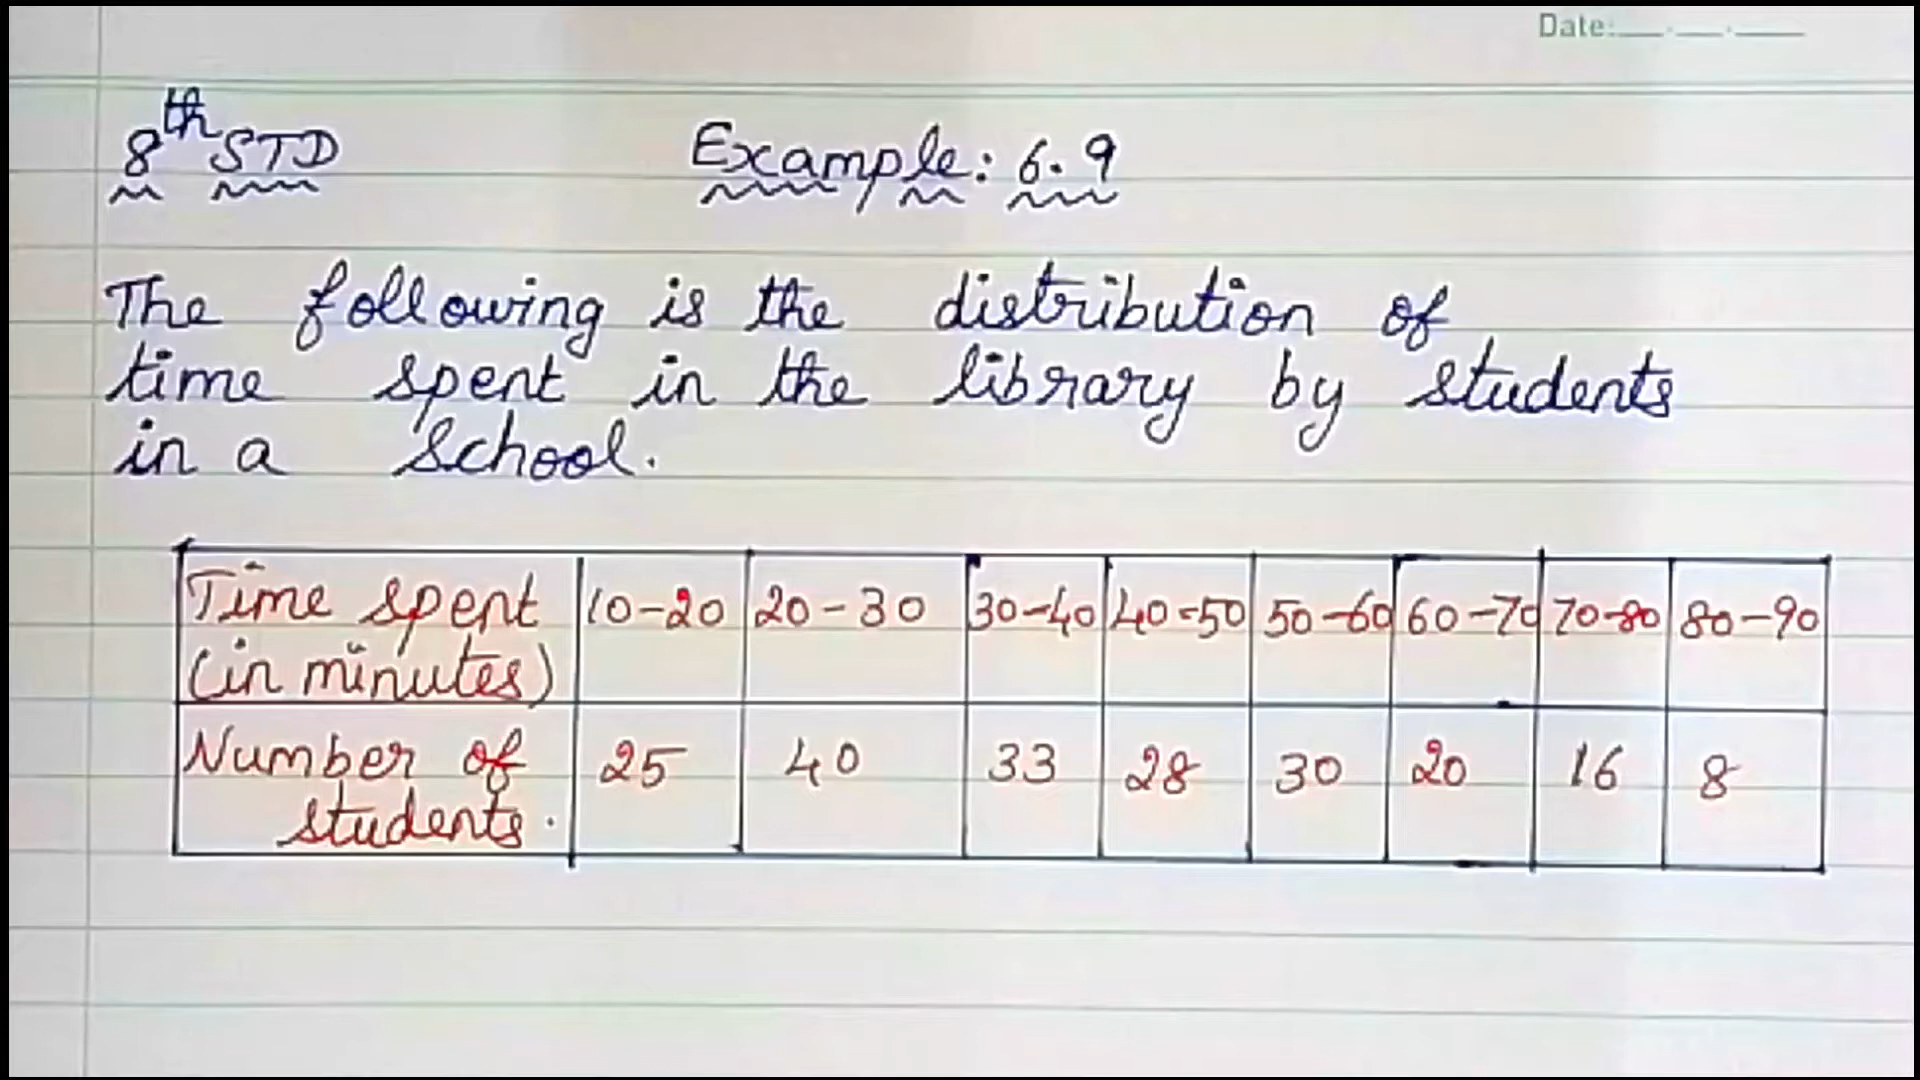 Date:
8th STD Example: 6.9
The following is the distribution of
time spent in the library by students
in a school.
Time spent 10-20 20-30 30-40 40-50 50-60 60-70 70-80 80-90
(in minutes)
Number of 25 40 33 28 30 20 16 8
students.